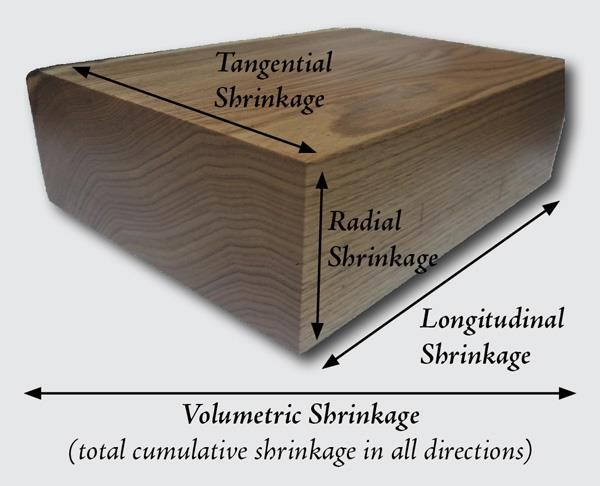 Tangential
Shrinkage
Radial
Shrinkage
Longitudinal
Shrinkage
Volumetric Shrinkage
(total cumulative shrinkage in all directions)